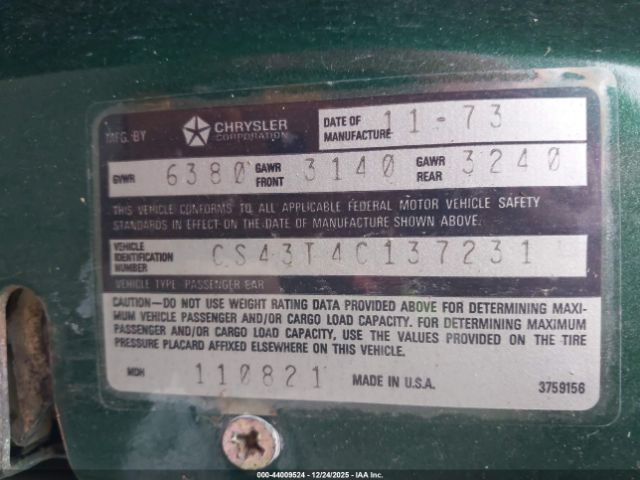 MFG. BY CHRYSLER CORPORATION DATE OF MANUFACTURE 11-73
GVWR 6380 GAWR FRONT 3140 GAWR REAR 3240
THIS VEHICLE CONFORMS TO ALL APPLICABLE FEDERAL MOTOR VEHICLE SAFETY
STANDARDS IN EFFECT ON THE DATE OF MANUFACTURE SHOWN ABOVE.
VEHICLE IDENTIFICATION NUMBER CS43T4C137231
VEHICLE TYPE PASSENGER CAR
CAUTION—DO NOT USE WEIGHT RATING DATA PROVIDED ABOVE FOR DETERMINING MAXI-
MUM VEHICLE PASSENGER AND/OR CARGO LOAD CAPACITY. FOR DETERMINING MAXIMUM
PASSENGER AND/OR CARGO LOAD CAPACITY, USE THE VALUES PROVIDED ON THE TIRE
PRESSURE PLACARD AFFIXED ELSEWHERE ON THIS VEHICLE.
MDH 110821 MADE IN U.S.A. 3759156
000-44009524 - 12/24/2025 - IAA Inc.